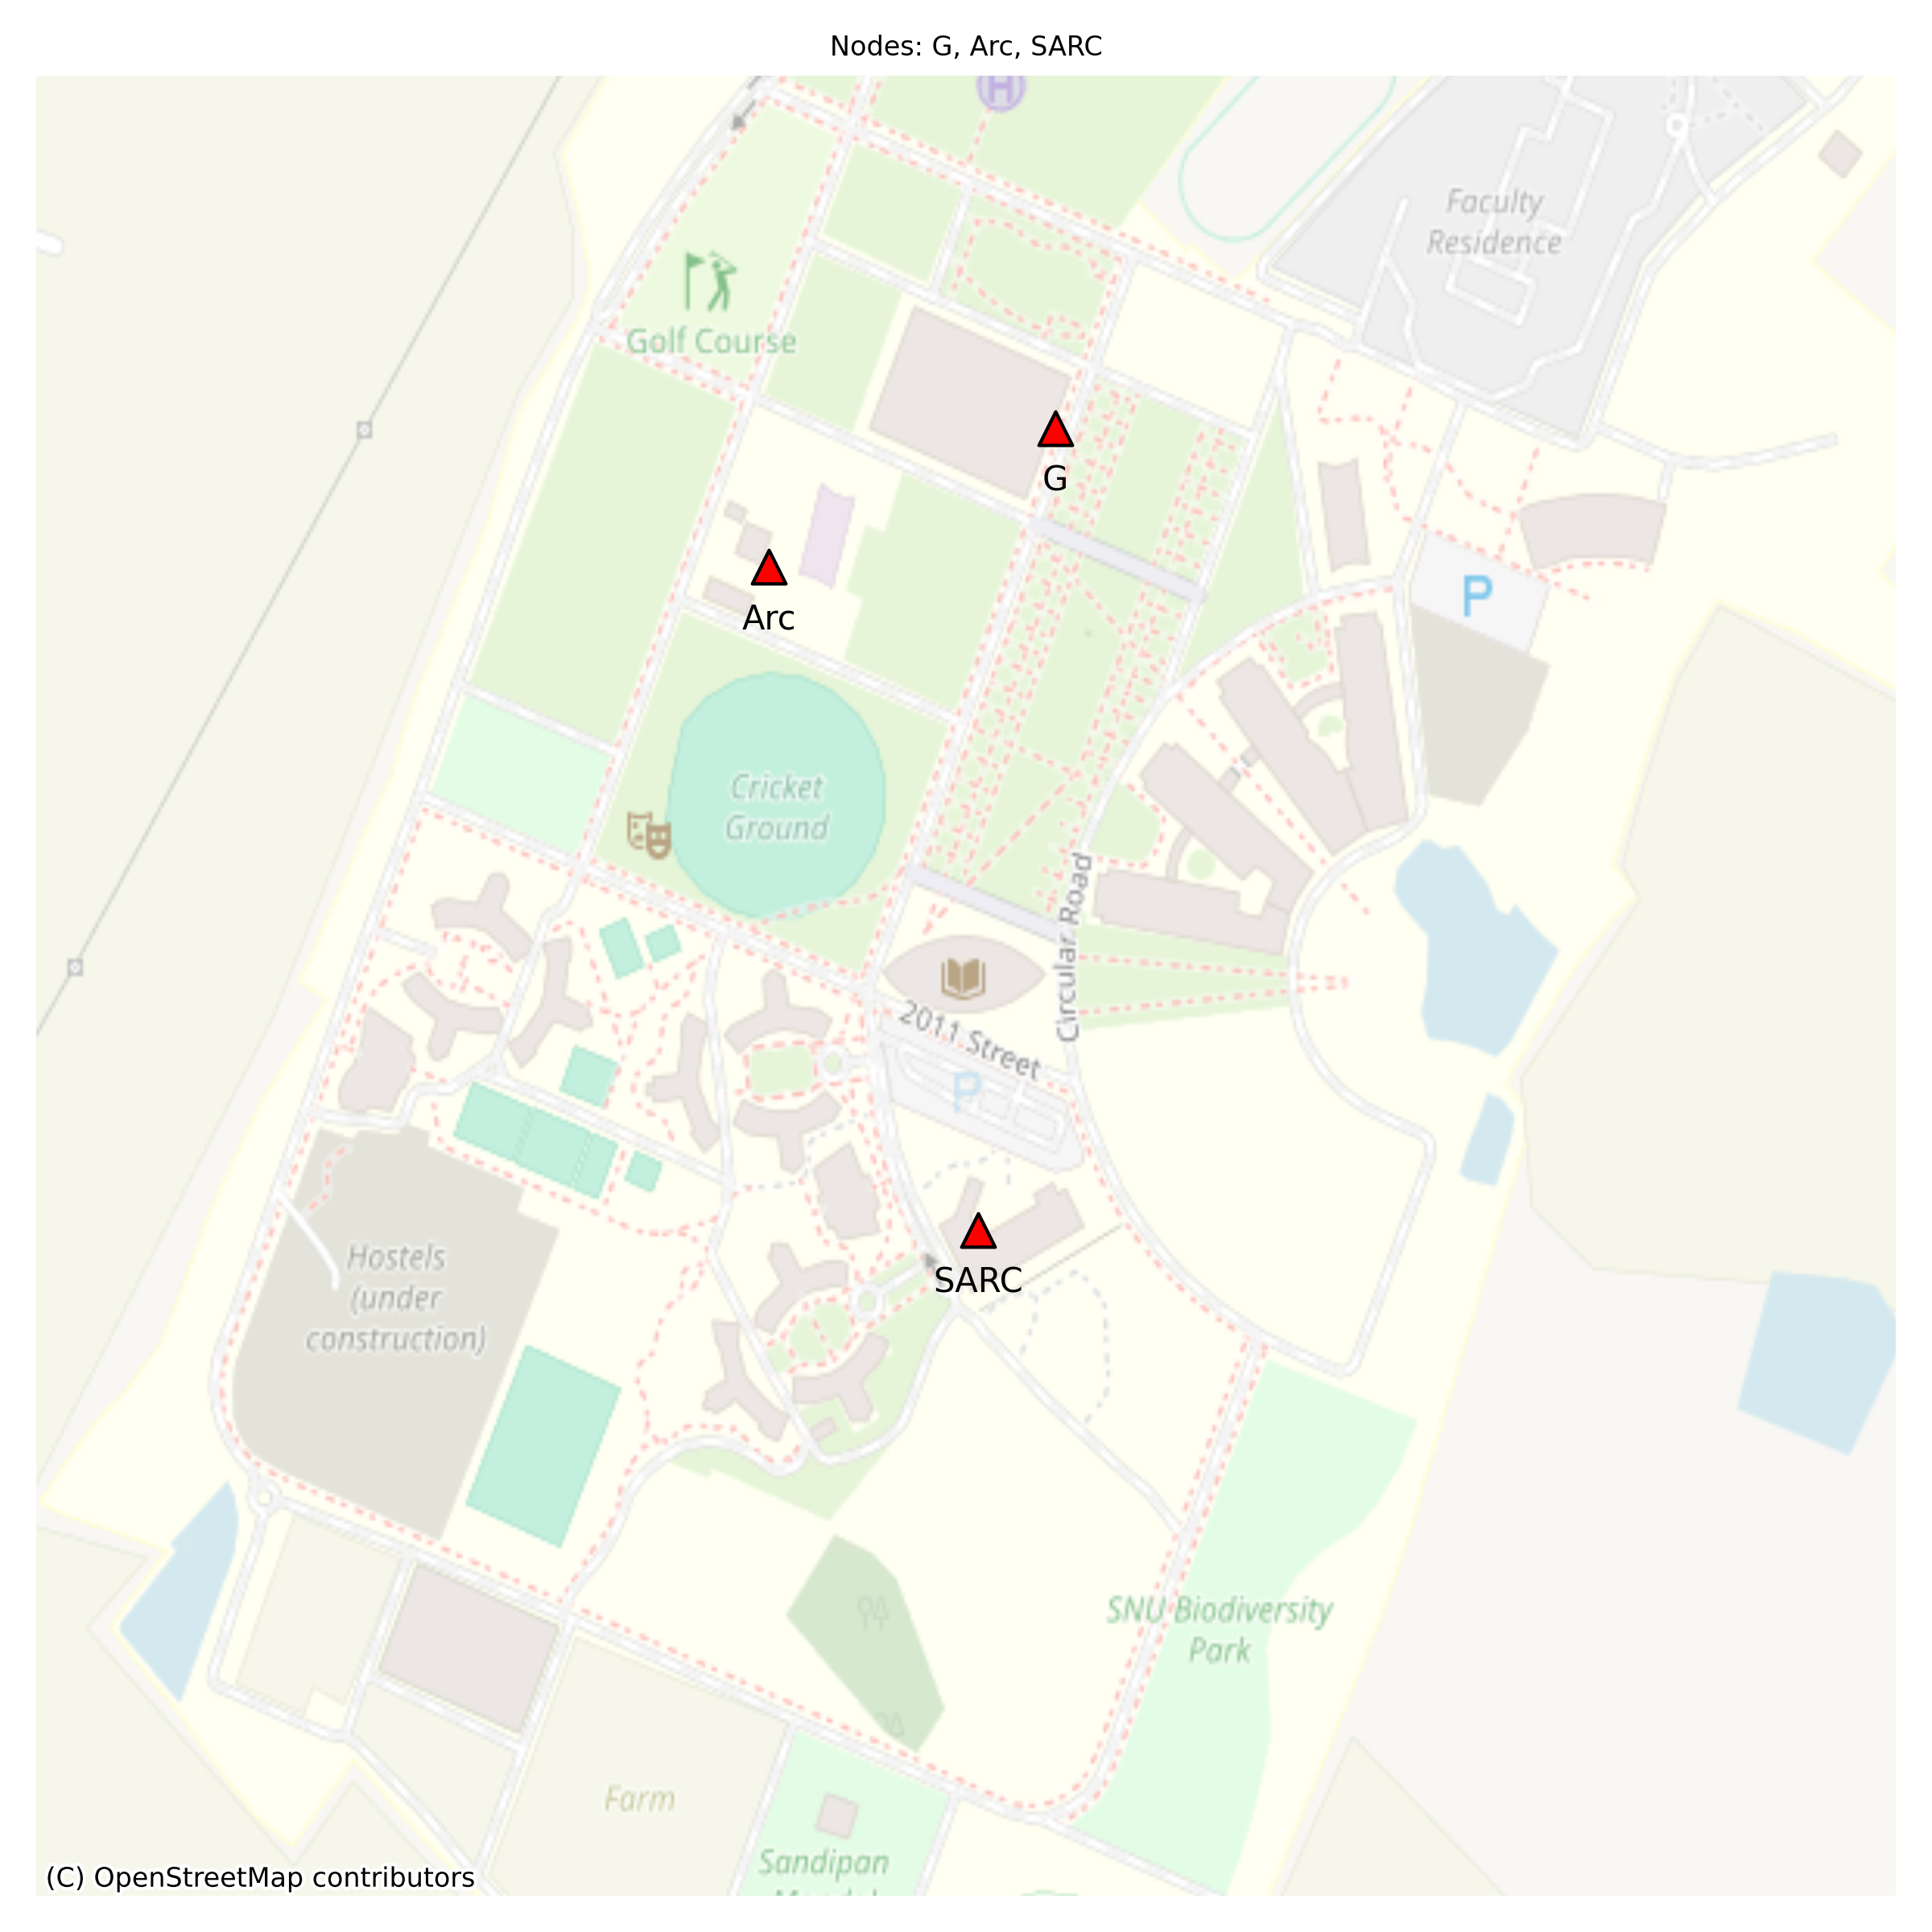 Nodes: G, Arc, SARC
H
Faculty
Residence
Golf Course
G
Arc
P
Cricket
Ground
Circular Road
2011 Street
P
SARC
Hostels
(under
construction)
SNU Biodiversity
Park
Farm
Sandipan
(C) OpenStreetMap contributors